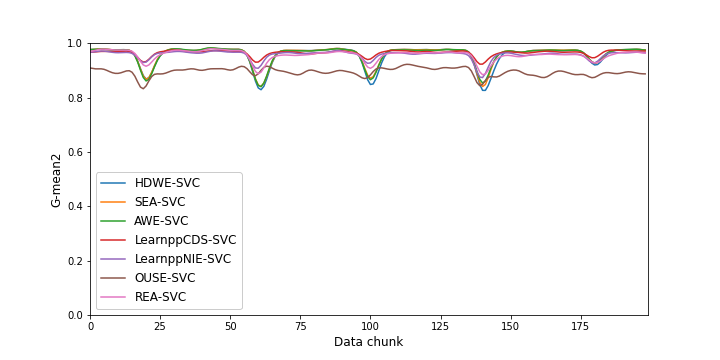 1.0
0.8
0.6
0.4
0.2
0.0
G-mean2
HDWE-SVC
SEA-SVC
AWE-SVC
LearnppCDS-SVC
LearnppNIE-SVC
OUSE-SVC
REA-SVC
0
25
50
75
100
125
150
175
Data chunk